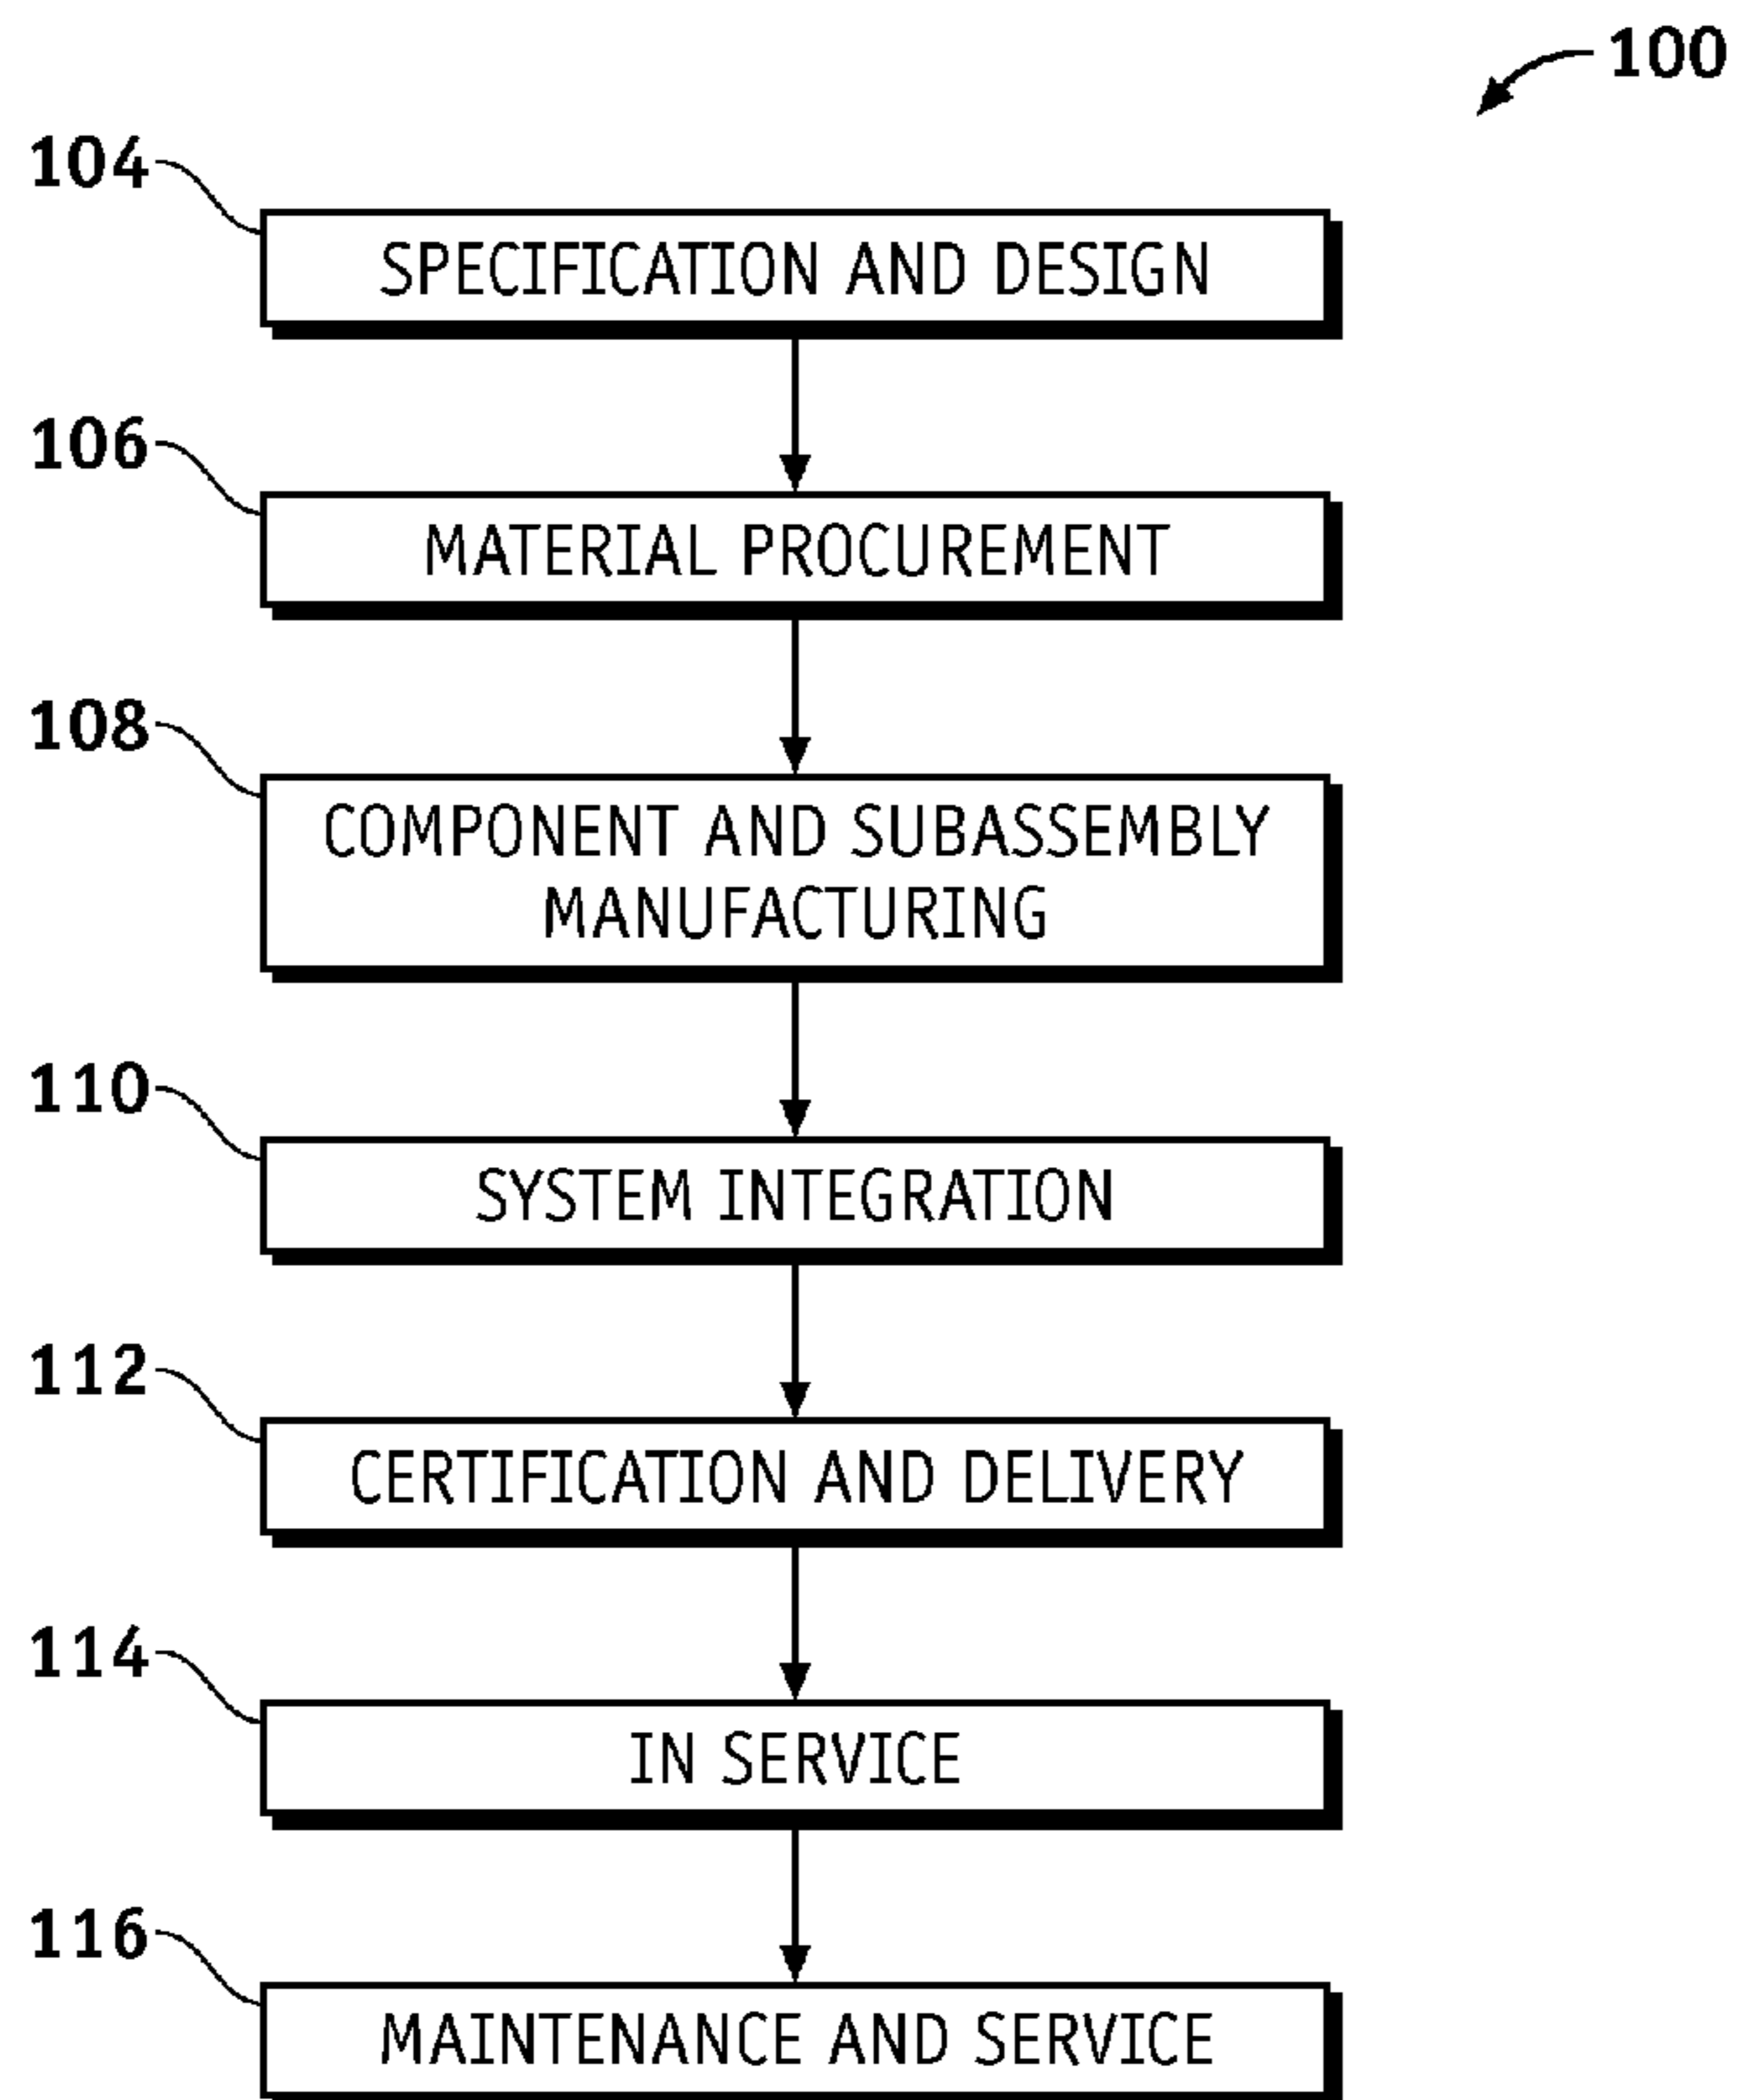 100
104
SPECIFICATION AND DESIGN
106
MATERIAL PROCUREMENT
108
COMPONENT AND SUBASSEMBLY
MANUFACTURING
110
SYSTEM INTEGRATION
112
CERTIFICATION AND DELIVERY
114
IN SERVICE
116
MAINTENANCE AND SERVICE